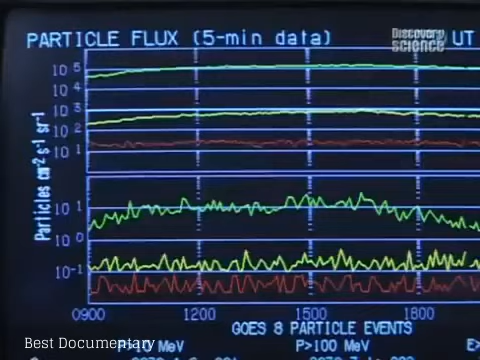 PARTICLE FLUX (5-min data)
Discovery
SCIENCE
UT
10 5
10 4
10 3
10 2
10 1
Particles cm-2 s-1 sr-1
10 1
10 0
10-1
0900 1200 1500 1800
GOES 8 PARTICLE EVENTS
Best Documentary
P>10 MeV P>100 MeV E>